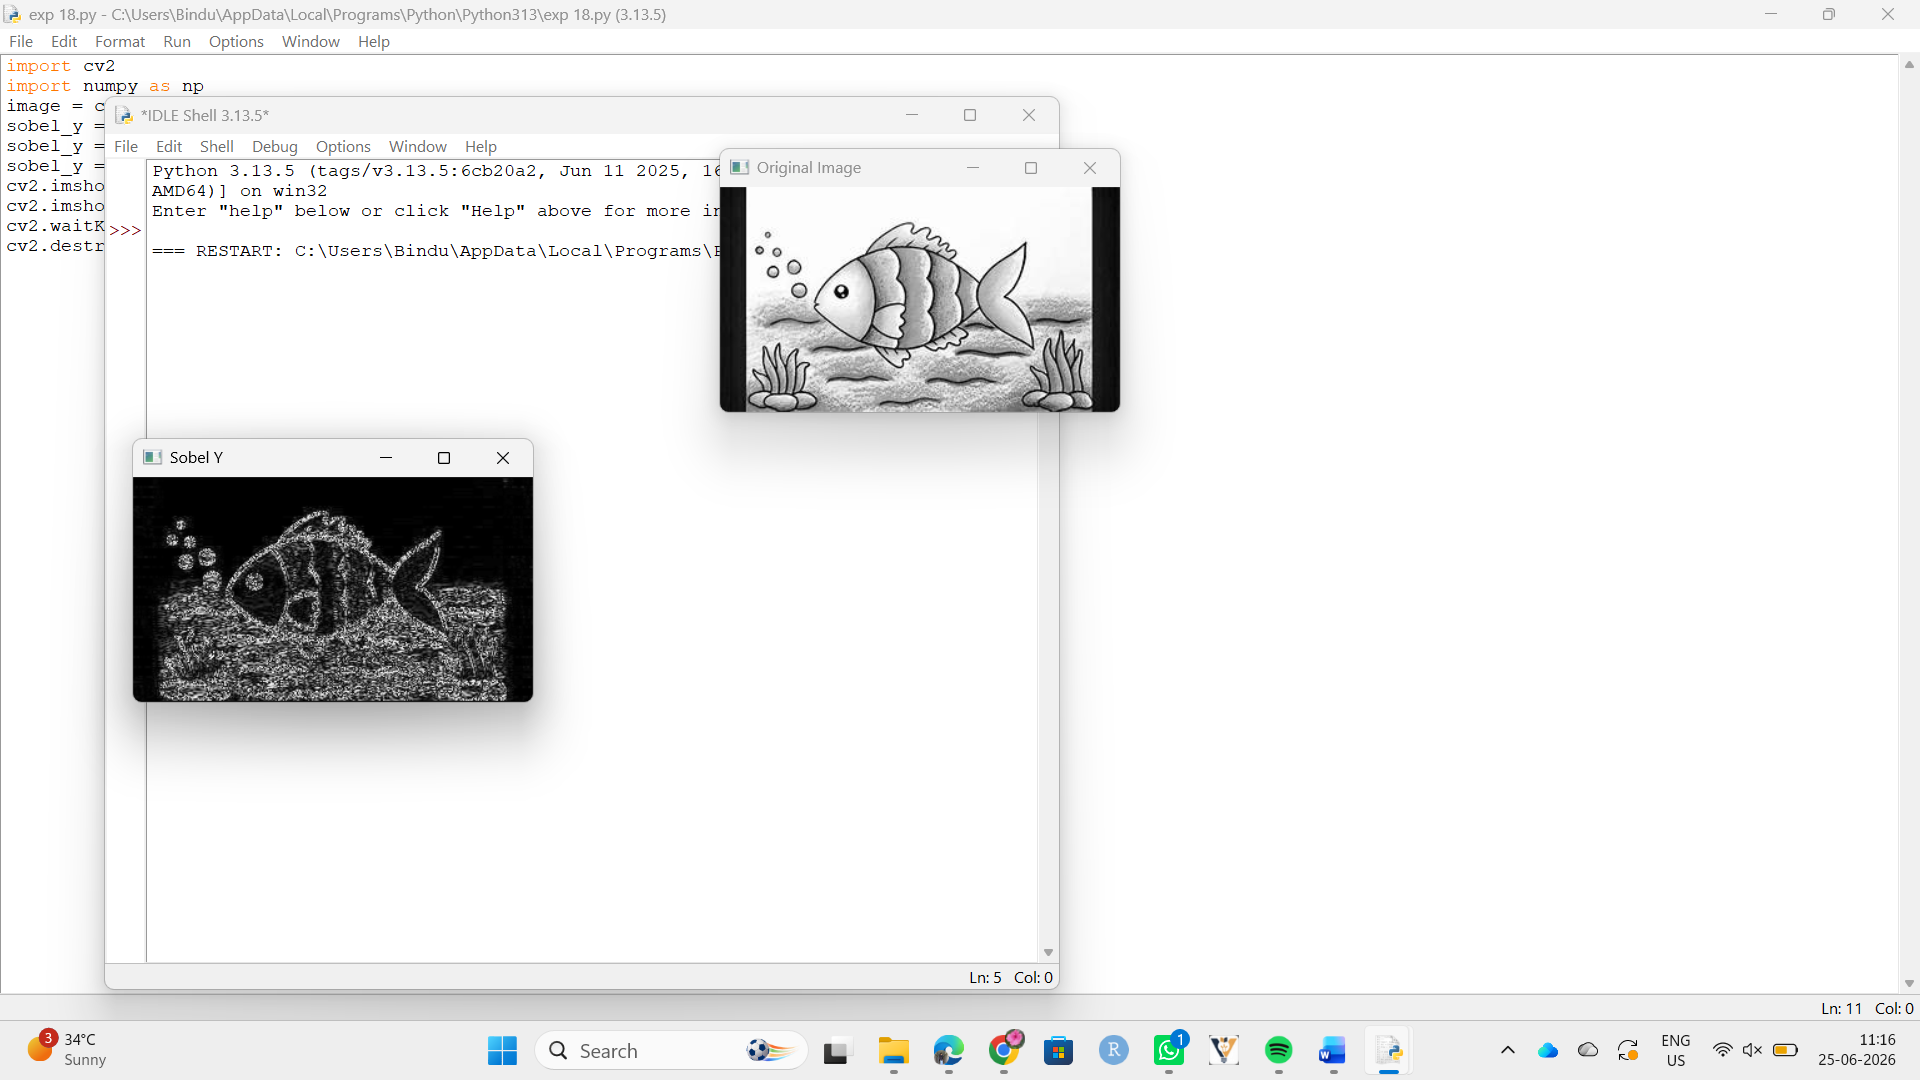 exp 18.py - C:\Users\Bindu\AppData\Local\Programs\Python\Python313\exp 18.py (3.13.5)
File Edit Format Run Options Window Help
import cv2
import numpy as np
image = c
sobel_y =
sobel_y =
sobel_y =
cv2.imsho
cv2.imsho
cv2.waitK
cv2.destr
*IDLE Shell 3.13.5*
File Edit Shell Debug Options Window Help
Python 3.13.5 (tags/v3.13.5:6cb20a2, Jun 11 2025, 16
AMD64)] on win32
Enter "help" below or click "Help" above for more in
>>>
=== RESTART: C:\Users\Bindu\AppData\Local\Programs\P
Original Image
Sobel Y
Ln: 5 Col: 0
Ln: 11 Col: 0
3
34°C
Sunny
Search
R
1
W
ENG
US
11:16
25-06-2026